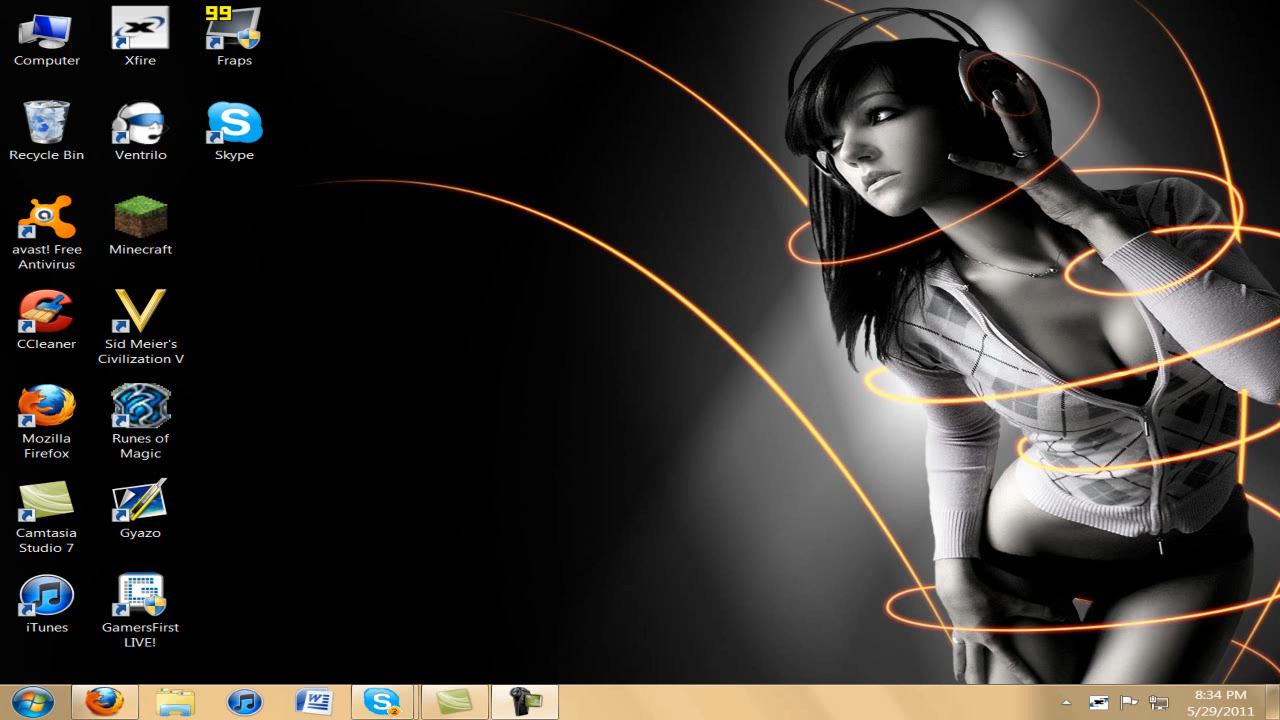 99
Computer
Xfire
Fraps
Recycle Bin
Ventrilo
Skype
avast! Free
Antivirus
Minecraft
CCleaner
Sid Meier's
Civilization V
Mozilla
Firefox
Runes of
Magic
Camtasia
Studio 7
Gyazo
iTunes
GamersFirst
LIVE!
8:34 PM
5/29/2011